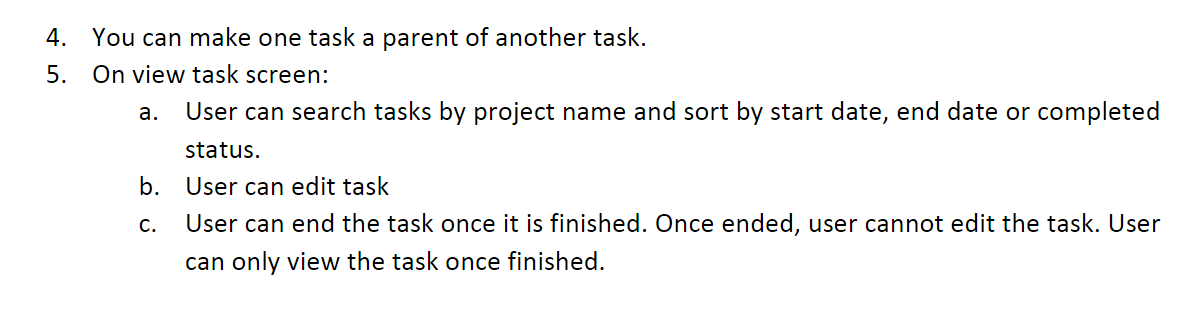 4. You can make one task a parent of another task.
5. On view task screen:
a. User can search tasks by project name and sort by start date, end date or completed
status.
b. User can edit task
c. User can end the task once it is finished. Once ended, user cannot edit the task. User
can only view the task once finished.